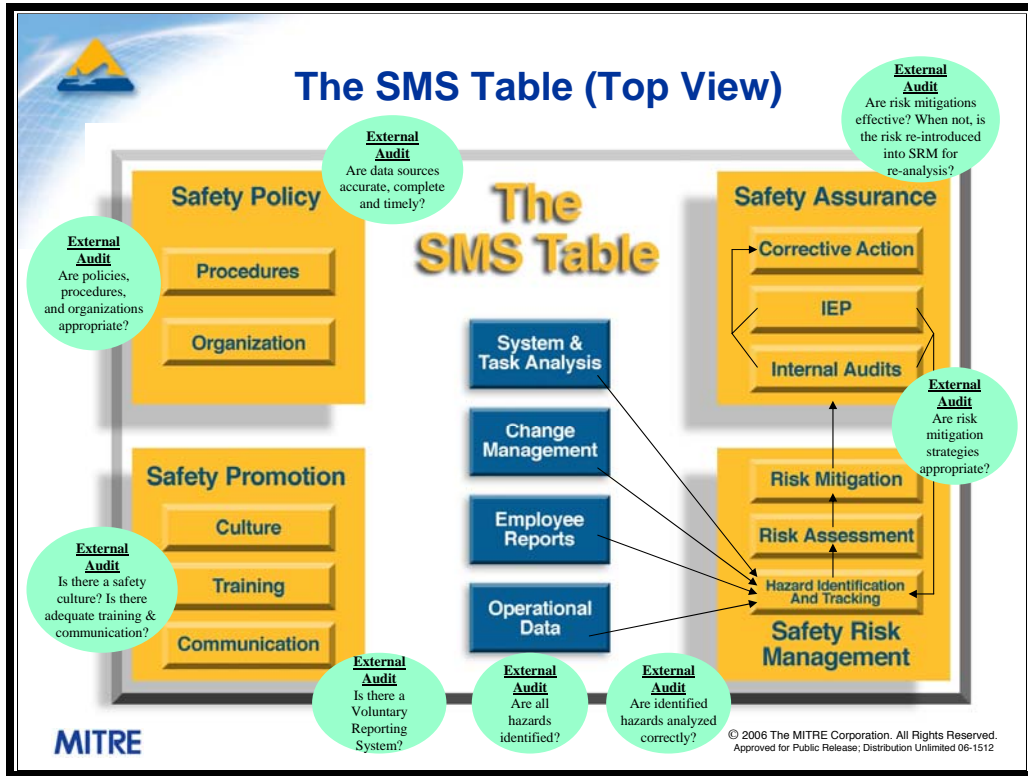 The SMS Table (Top View)
External
Audit
Are risk mitigations
effective? When not, is
the risk re-introduced
into SRM for
re-analysis?
External
Audit
Are data sources
accurate, complete
and timely?
External
Audit
Are policies,
procedures,
and organizations
appropriate?
Safety Policy
Procedures
Organization
The
SMS Table
System &
Task Analysis
Change
Management
Employee
Reports
Operational
Data
Safety Assurance
Corrective Action
IEP
Internal Audits
External
Audit
Are risk
mitigation
strategies
appropriate?
Safety Promotion
Culture
Training
Communication
External
Audit
Is there a safety
culture? Is there
adequate training &
communication?
Risk Mitigation
Risk Assessment
Hazard Identification
And Tracking
Safety Risk
Management
External
Audit
Is there a
Voluntary
Reporting
System?
External
Audit
Are all
hazards
identified?
External
Audit
Are identified
hazards analyzed
correctly?
MITRE
© 2006 The MITRE Corporation. All Rights Reserved.
Approved for Public Release; Distribution Unlimited 06-1512